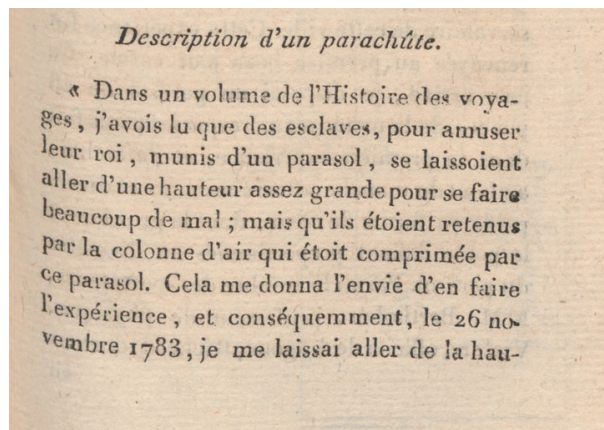 Description d'un parachûte.
« Dans un volume de l'Histoire des voya-
ges, j'avois lu que des esclaves, pour amuser
leur roi, munis d'un parasol, se laissoient
aller d'une hauteur assez grande pour se faire
beaucoup de mal ; mais qu'ils étoient retenus
par la colonne d'air qui étoit comprimée par
ce parasol. Cela me donna l'envie d'en faire
l'expérience, et conséquemment, le 26 no-
vembre 1783, je me laissai aller de la hau-